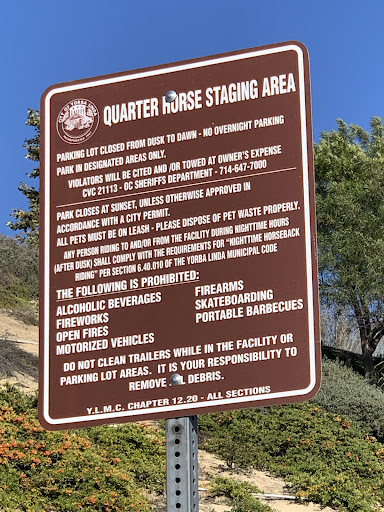 CITY OF YORBA LINDA
QUARTER HORSE STAGING AREA
PARKING LOT CLOSED FROM DUSK TO DAWN - NO OVERNIGHT PARKING
PARK IN DESIGNATED AREAS ONLY.
VIOLATORS WILL BE CITED AND /OR TOWED AT OWNER'S EXPENSE
CVC 21113 - OC SHERIFFS DEPARTMENT - 714-647-7000
PARK CLOSES AT SUNSET, UNLESS OTHERWISE APPROVED IN
ACCORDANCE WITH A CITY PERMIT.
ALL PETS MUST BE ON LEASH - PLEASE DISPOSE OF PET WASTE PROPERLY.
ANY PERSON RIDING TO AND/OR FROM THE FACILITY DURING NIGHTTIME HOURS
(AFTER DUSK) SHALL COMPLY WITH THE REQUIREMENTS FOR "NIGHTTIME HORSEBACK
RIDING" PER SECTION 6.40.010 OF THE YORBA LINDA MUNICIPAL CODE
THE FOLLOWING IS PROHIBITED:
ALCOHOLIC BEVERAGES
FIREWORKS
OPEN FIRES
MOTORIZED VEHICLES
FIREARMS
SKATEBOARDING
PORTABLE BARBECUES
DO NOT CLEAN TRAILERS WHILE IN THE FACILITY OR
PARKING LOT AREAS. IT IS YOUR RESPONSIBILITY TO
REMOVE ALL DEBRIS.
Y.L.M.C. CHAPTER 12.20 - ALL SECTIONS